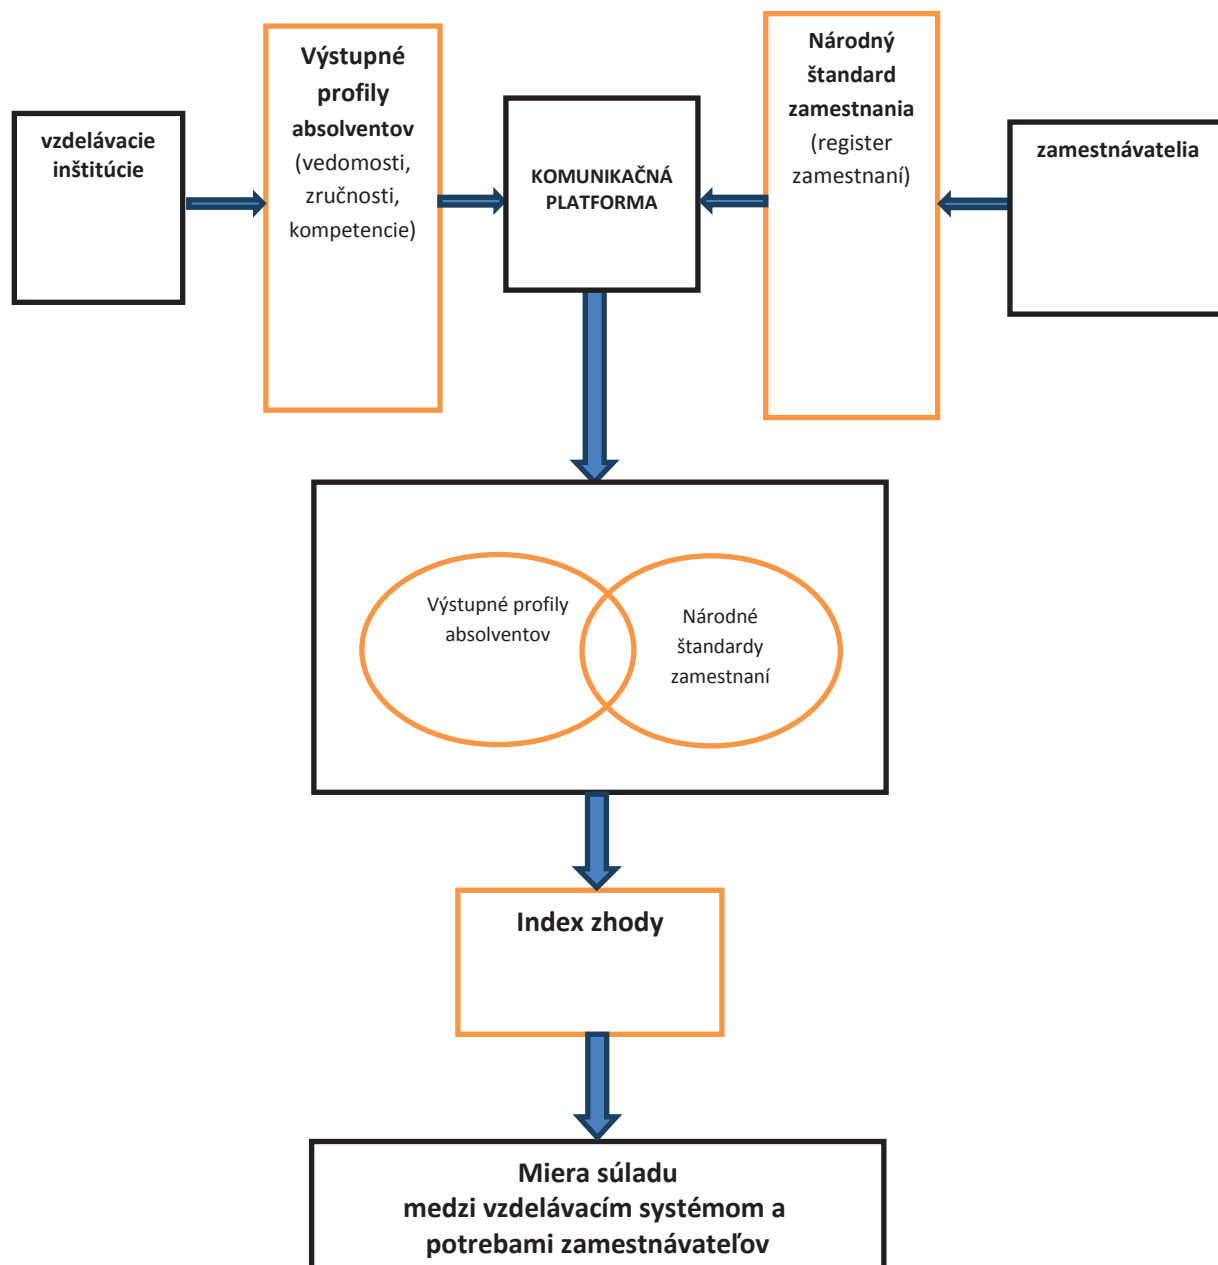 vzdelávacie
inštitúcie
Výstupné
profily
absolventov
(vedomosti,
zručnosti,
kompetencie)
KOMUNIKAČNÁ
PLATFORMA
Národný
štandard
zamestnania
(register
zamestnaní)
zamestnávatelia
Výstupné profily
absolventov
Národné
štandardy
zamestnaní
Index zhody
Miera súladu
medzi vzdelávacím systémom a
potrebami zamestnávateľov